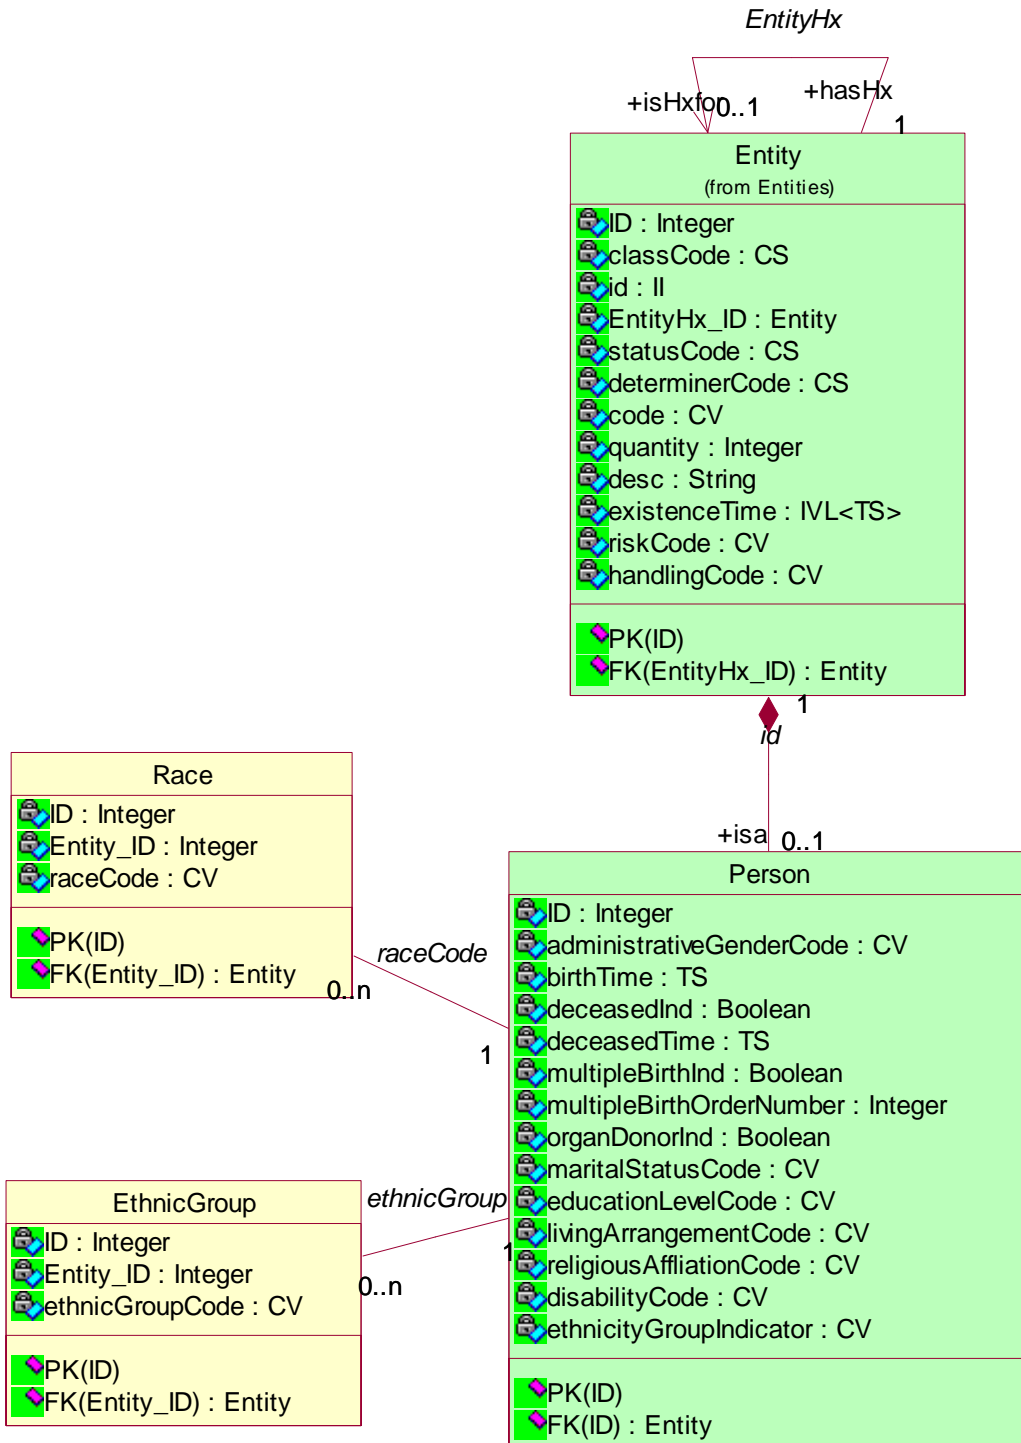 EntityHx
+isHxfor
0..1
+hasHx
1
Entity
(from Entities)
ID : Integer
classCode : CS
id : II
EntityHx_ID : Entity
statusCode : CS
determinerCode : CS
code : CV
quantity : Integer
desc : String
existenceTime : IVL<TS>
riskCode : CV
handlingCode : CV
PK(ID)
FK(EntityHx_ID) : Entity
1
id
+isa
0..1
Race
ID : Integer
Entity_ID : Integer
raceCode : CV
PK(ID)
FK(Entity_ID) : Entity
raceCode
0..n
1
EthnicGroup
ID : Integer
Entity_ID : Integer
ethnicGroupCode : CV
PK(ID)
FK(Entity_ID) : Entity
ethnicGroup
0..n
1
Person
ID : Integer
administrativeGenderCode : CV
birthTime : TS
deceasedInd : Boolean
deceasedTime : TS
multipleBirthInd : Boolean
multipleBirthOrderNumber : Integer
organDonorInd : Boolean
maritalStatusCode : CV
educationLevelCode : CV
livingArrangementCode : CV
religiousAffliationCode : CV
disabilityCode : CV
ethnicityGroupIndicator : CV
PK(ID)
FK(ID) : Entity